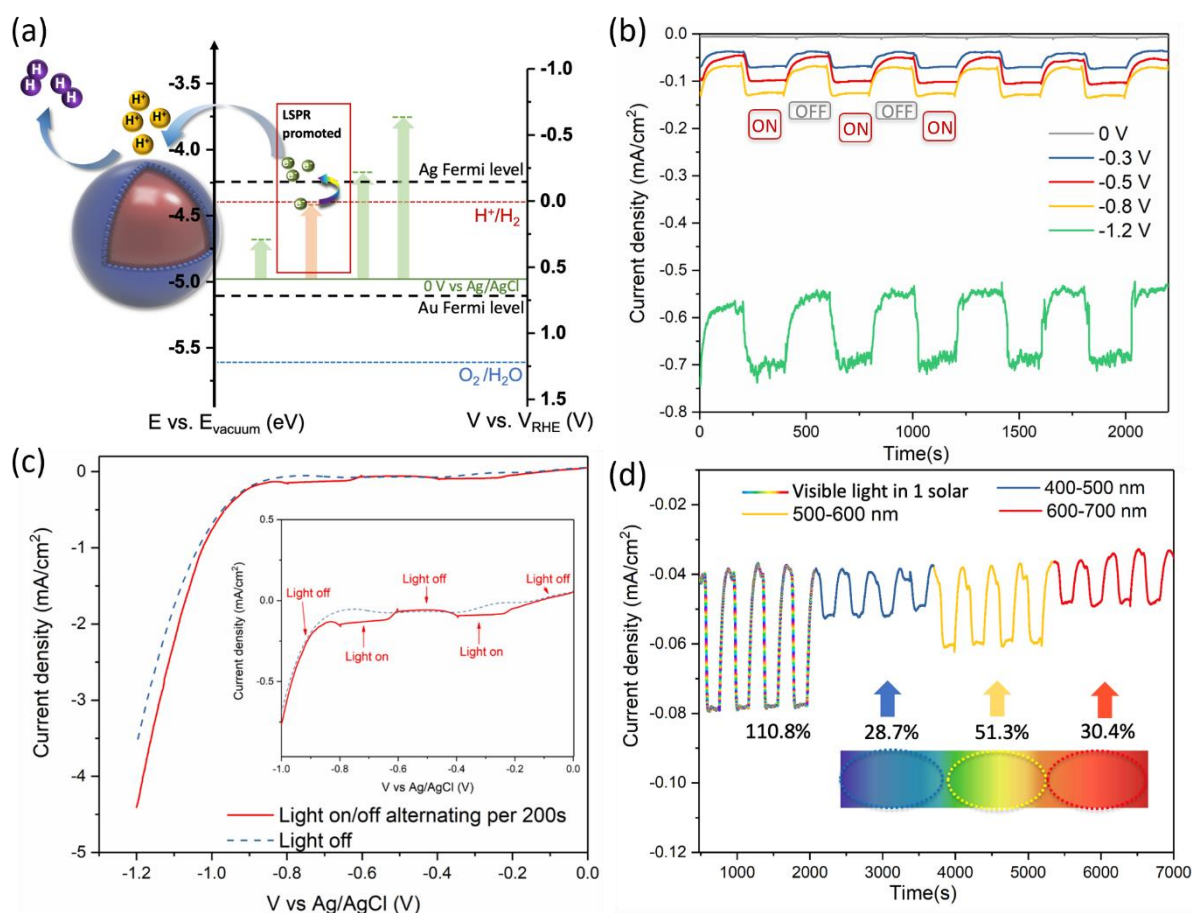 (a)
-3.5
-4.0
-4.5
-5.0
-5.5
H
H
H
H
H⁺
H⁺
H⁺
H⁺
LSPR
promoted
e⁻
e⁻
e⁻
e⁻
Ag Fermi level
H⁺/H₂
0 V vs Ag/AgCl
Au Fermi level
O₂/H₂O
-1.0
-0.5
0.0
0.5
1.0
1.5
E vs. E_vacuum (eV)
V vs. V_RHE (V)
(b)
Current density (mA/cm²)
0.0
-0.1
-0.2
-0.3
-0.4
-0.5
-0.6
-0.7
-0.8
ON
OFF
ON
OFF
ON
0 V
-0.3 V
-0.5 V
-0.8 V
-1.2 V
0
500
1000
1500
2000
Time(s)
(c)
Current density (mA/cm²)
0
-1
-2
-3
-4
-5
Current density (mA/cm²)
0.5
0.0
-0.5
Light off
Light off
Light off
Light on
Light on
-1.0
-0.8
-0.6
-0.4
-0.2
0.0
V vs Ag/AgCl (V)
Light on/off alternating per 200s
Light off
-1.2
-1.0
-0.8
-0.6
-0.4
-0.2
0.0
V vs Ag/AgCl (V)
(d)
Current density (mA/cm²)
-0.02
-0.04
-0.06
-0.08
-0.10
-0.12
Visible light in 1 solar
400-500 nm
500-600 nm
600-700 nm
110.8%
28.7%
51.3%
30.4%
1000
2000
3000
4000
5000
6000
7000
Time(s)